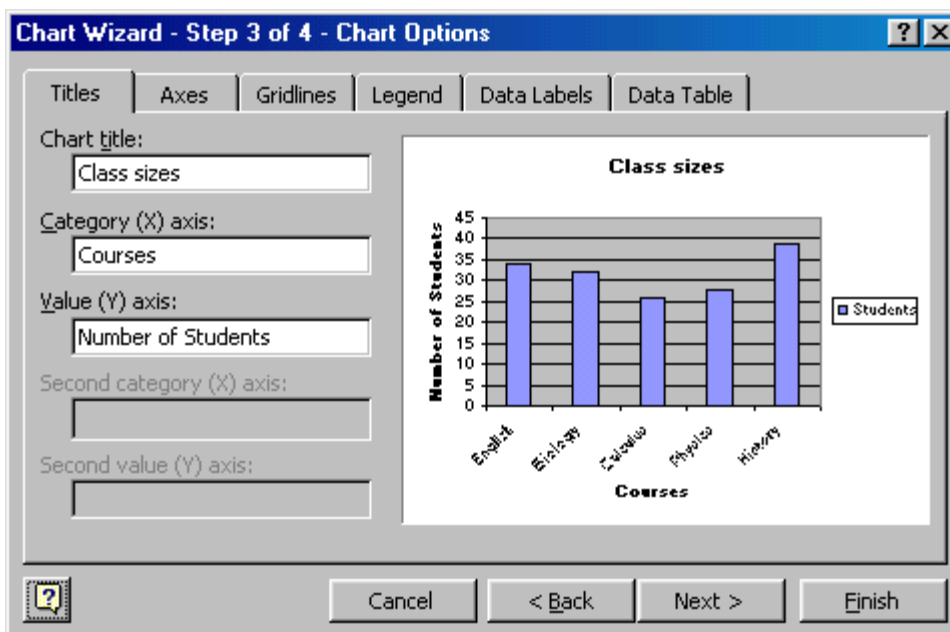 Chart Wizard - Step 3 of 4 - Chart Options
Titles
Axes
Gridlines
Legend
Data Labels
Data Table
Chart title:
Class sizes
Category (X) axis:
Courses
Value (Y) axis:
Number of Students
Second category (X) axis:
Second value (Y) axis:
Class sizes
Number of Students
45
40
35
30
25
20
15
10
5
0
English
Biology
Calculus
Physics
History
Courses
Students
?
Cancel
< Back
Next >
Finish